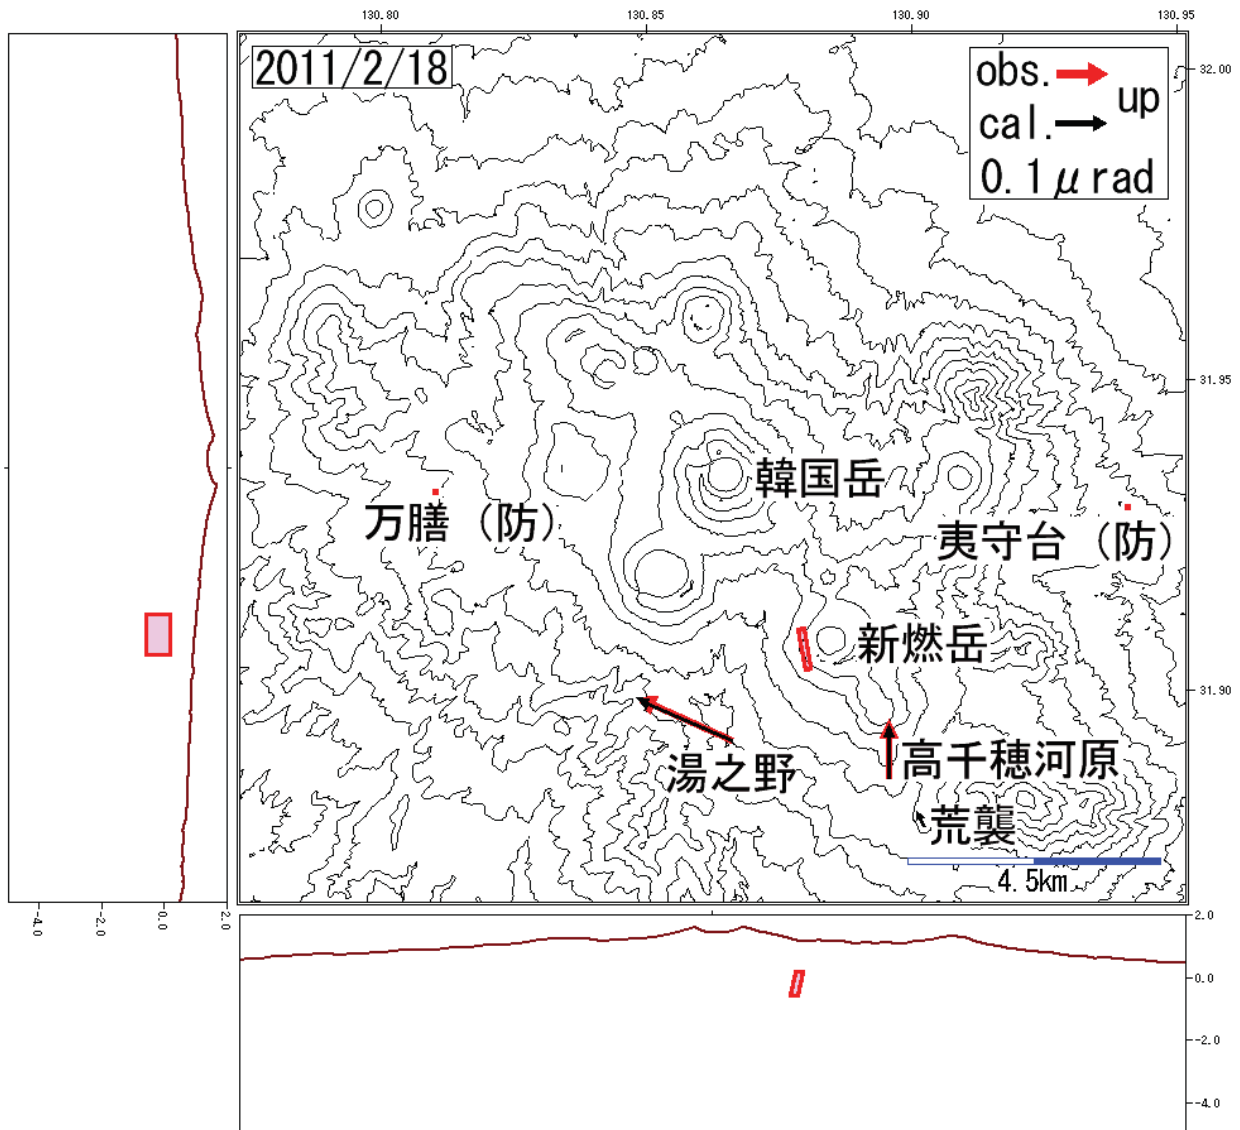 130.80 130.85 130.90 130.95
2011/2/18
obs.
up
cal.
0.1μrad
32.00
31.95
韓国岳
万膳（防）
夷守台（防）
新燃岳
31.90
湯之野
高千穂河原
荒襲
4.5km
-4.0 -2.0 0.0 2.0
2.0
0.0
-2.0
-4.0